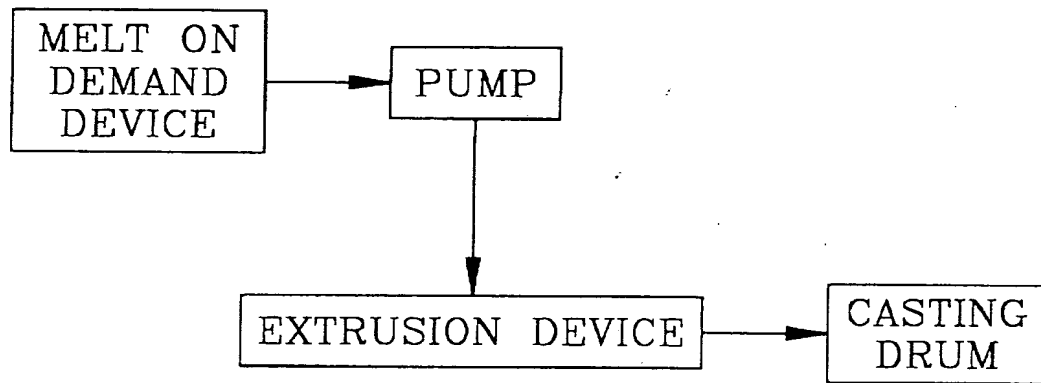 MELT ON
DEMAND
DEVICE
PUMP
EXTRUSION DEVICE
CASTING
DRUM